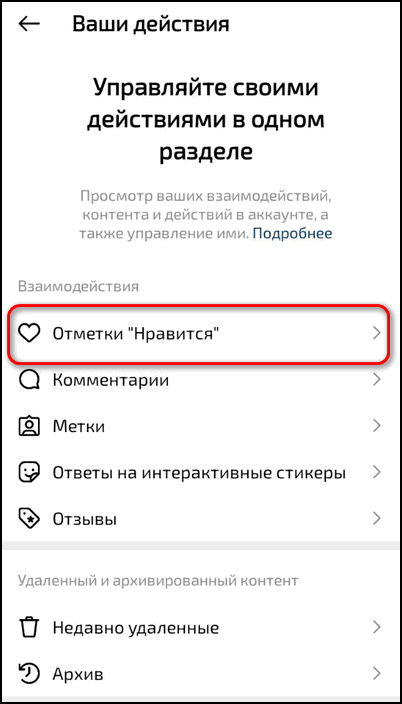 Ваши действия
Управляйте своими
действиями в одном
разделе
Просмотр ваших взаимодействий,
контента и действий в аккаунте, а
также управление ими. Подробнее
Взаимодействия
Отметки "Нравится"
Комментарии
Метки
Ответы на интерактивные стикеры
Отзывы
Удаленный и архивированный контент
Недавно удаленные
Архив